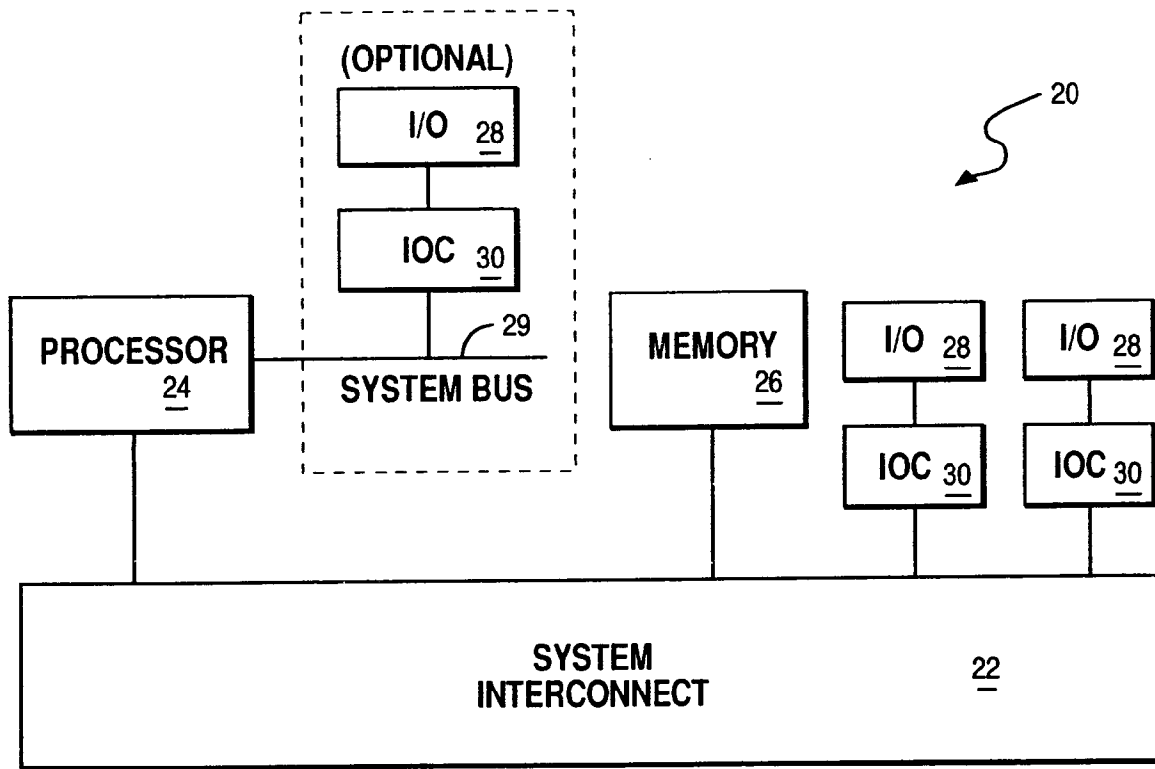 (OPTIONAL)
I/O 28
20
IOC 30
PROCESSOR
24
29
SYSTEM BUS
MEMORY
26
I/O 28
I/O 28
IOC 30
IOC 30
SYSTEM
INTERCONNECT
22